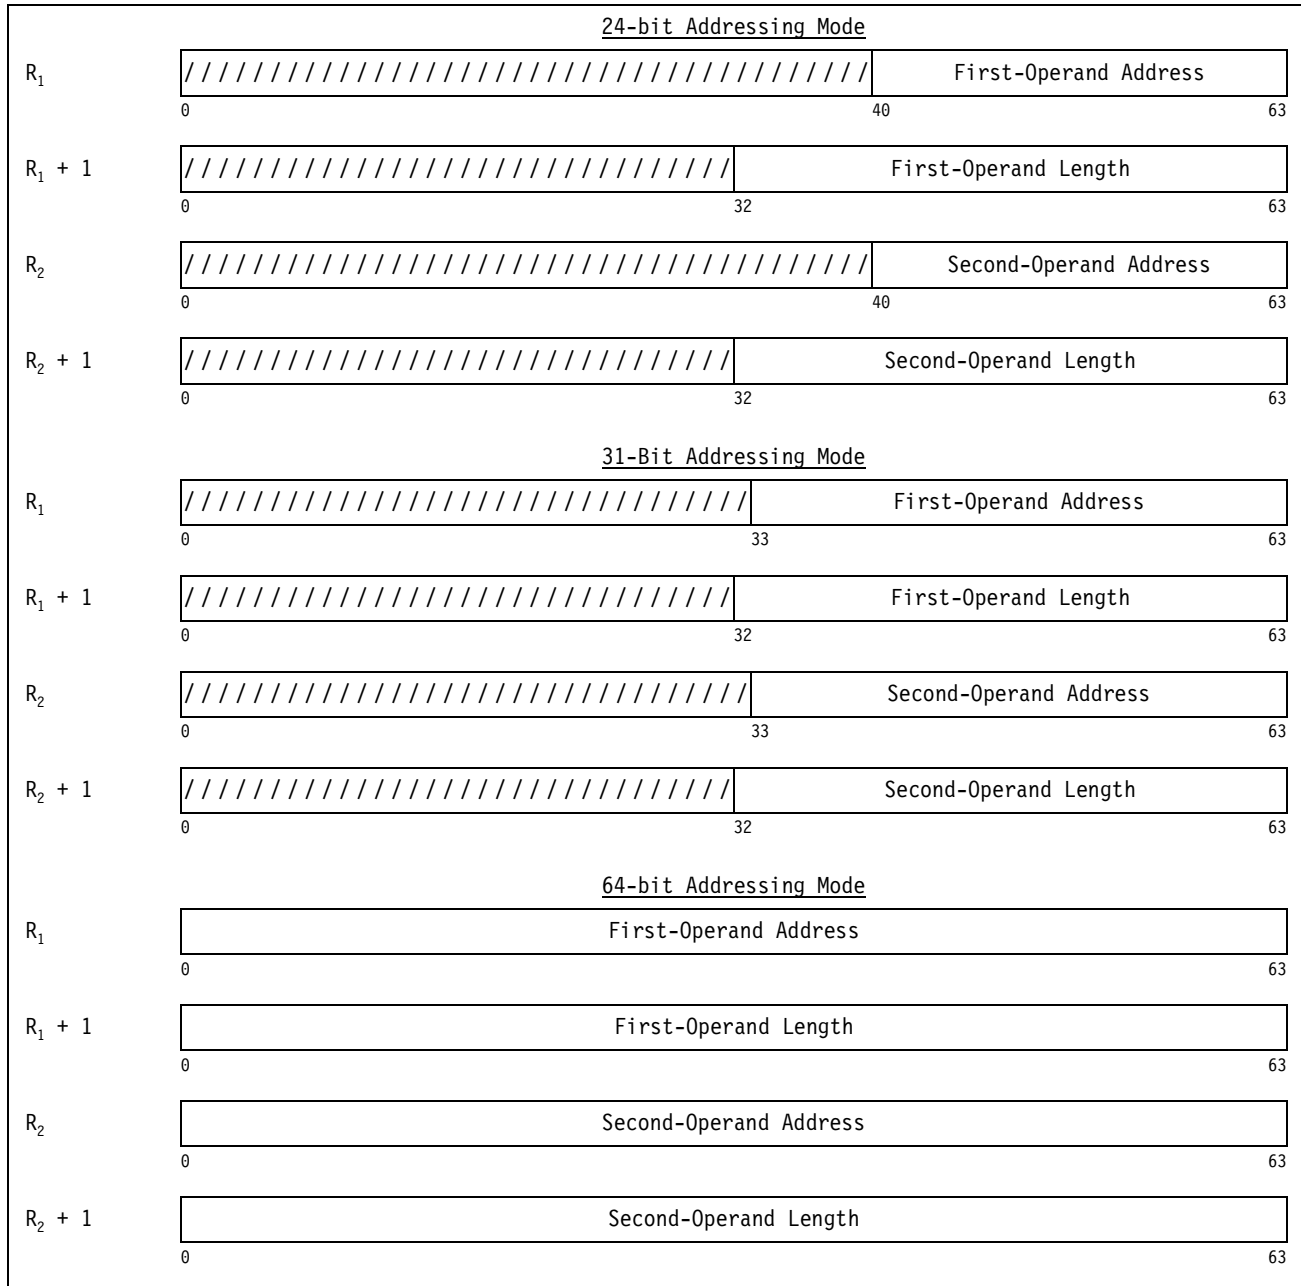 24-bit Addressing Mode
R₁ //////////////////////////////////////// First-Operand Address
0 40 63
R₁ + 1 //////////////////////////////// First-Operand Length
0 32 63
R₂ //////////////////////////////////////// Second-Operand Address
0 40 63
R₂ + 1 //////////////////////////////// Second-Operand Length
0 32 63
31-Bit Addressing Mode
R₁ ///////////////////////////////// First-Operand Address
0 33 63
R₁ + 1 //////////////////////////////// First-Operand Length
0 32 63
R₂ ///////////////////////////////// Second-Operand Address
0 33 63
R₂ + 1 //////////////////////////////// Second-Operand Length
0 32 63
64-bit Addressing Mode
R₁ First-Operand Address
0 63
R₁ + 1 First-Operand Length
0 63
R₂ Second-Operand Address
0 63
R₂ + 1 Second-Operand Length
0 63